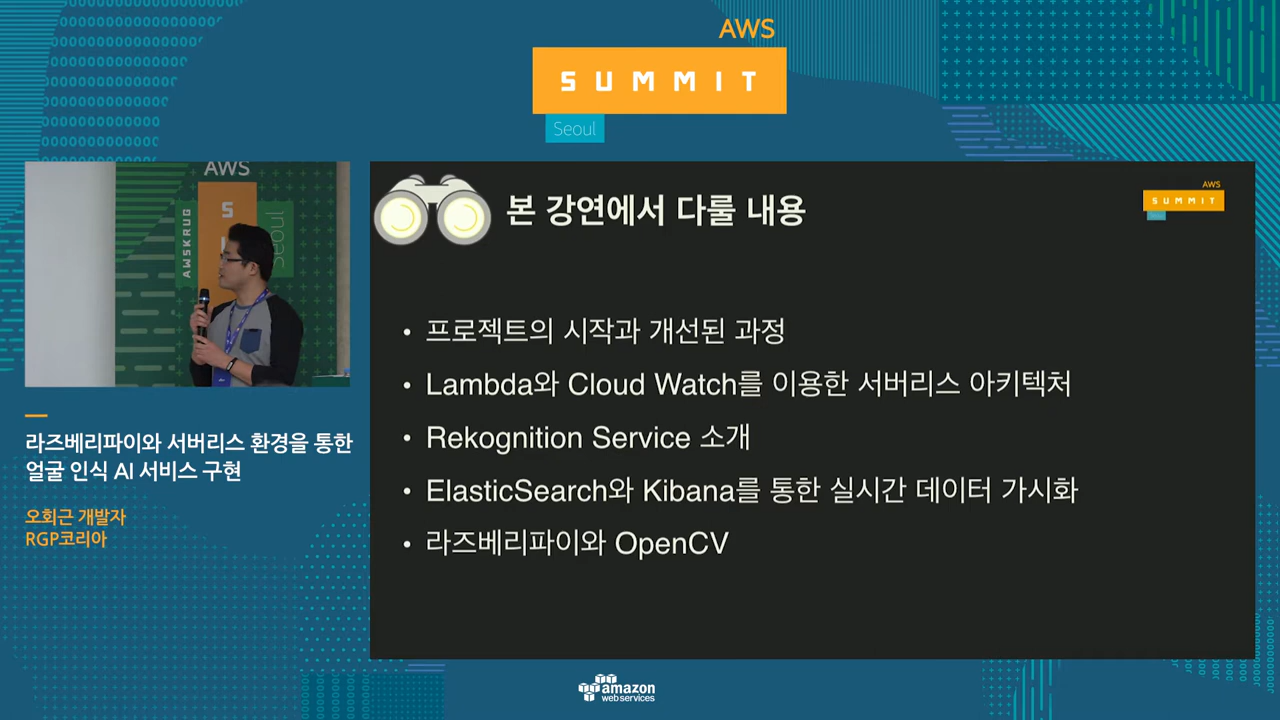 AWS
SUMMIT
Seoul
AWS
S
AWSKRUG
Seoul
본 강연에서 다룰 내용
AWS
SUMMIT
• 프로젝트의 시작과 개선된 과정
• Lambda와 Cloud Watch를 이용한 서버리스 아키텍처
• Rekognition Service 소개
• ElasticSearch와 Kibana를 통한 실시간 데이터 가시화
• 라즈베리파이와 OpenCV
라즈베리파이와 서버리스 환경을 통한
얼굴 인식 AI 서비스 구현
오회근 개발자
RGP코리아
amazon
web services